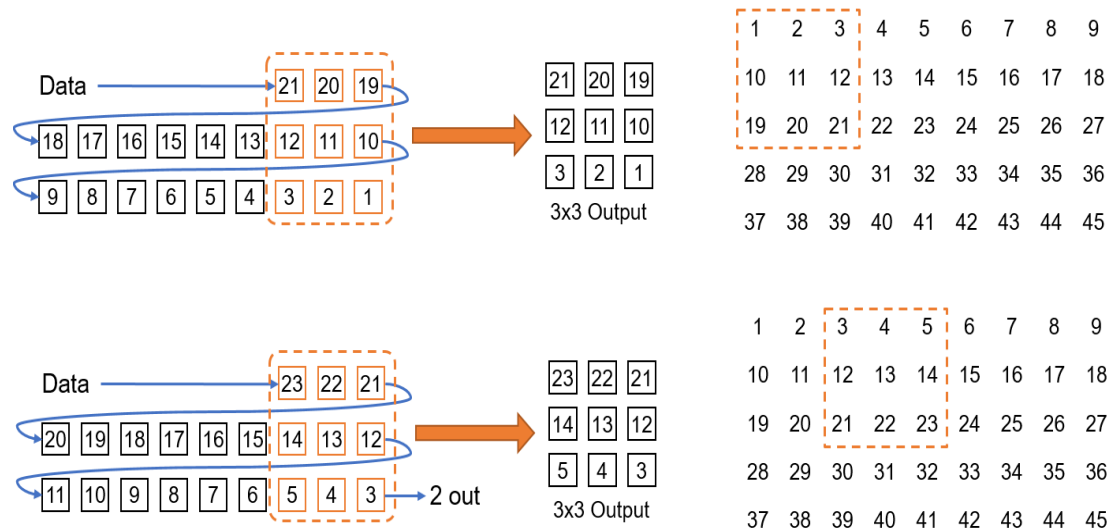 1 2 3 4 5 6 7 8 9
Data 21 20 19
21 20 19
10 11 12 13 14 15 16 17 18
18 17 16 15 14 13 12 11 10
12 11 10
19 20 21 22 23 24 25 26 27
9 8 7 6 5 4 3 2 1
3 2 1
28 29 30 31 32 33 34 35 36
3x3 Output
37 38 39 40 41 42 43 44 45
1 2 3 4 5 6 7 8 9
Data 23 22 21
23 22 21
10 11 12 13 14 15 16 17 18
20 19 18 17 16 15 14 13 12
14 13 12
19 20 21 22 23 24 25 26 27
11 10 9 8 7 6 5 4 3 2 out
5 4 3
28 29 30 31 32 33 34 35 36
3x3 Output
37 38 39 40 41 42 43 44 45